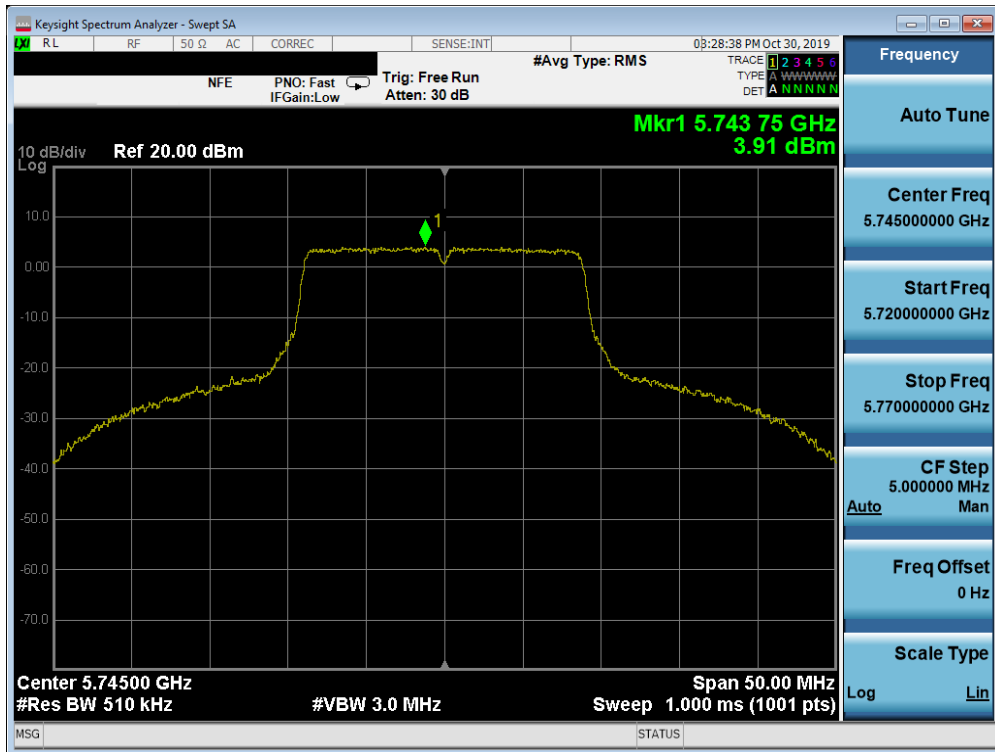 Keysight Spectrum Analyzer - Swept SA
LXI RL RF 50 Ω AC CORREC SENSE:INT 03:28:38 PM Oct 30, 2019
NFE PNO: Fast Trig: Free Run #Avg Type: RMS TRACE 1 2 3 4 5 6
IFGain:Low Atten: 30 dB TYPE A WWWWW
DET A N N N N N
Mkr1 5.743 75 GHz
3.91 dBm
10 dB/div Ref 20.00 dBm
Log
1
10.0
0.00
-10.0
-20.0
-30.0
-40.0
-50.0
-60.0
-70.0
Center 5.74500 GHz Span 50.00 MHz
#Res BW 510 kHz #VBW 3.0 MHz Sweep 1.000 ms (1001 pts)
MSG STATUS
Frequency
Auto Tune
Center Freq
5.745000000 GHz
Start Freq
5.720000000 GHz
Stop Freq
5.770000000 GHz
CF Step
5.000000 MHz
Auto Man
Freq Offset
0 Hz
Scale Type
Log Lin